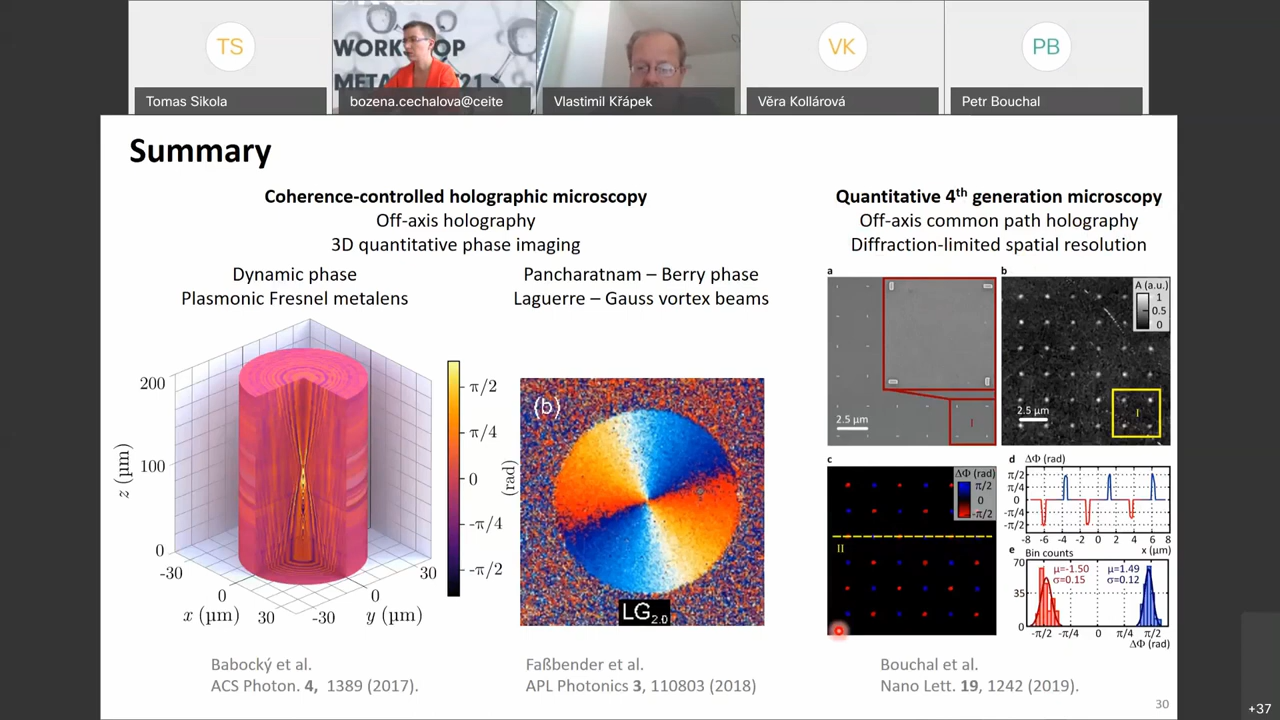 TS
WORKSHOP
META
21
VK
PB
Tomas Sikola
bozena.cechalova@ceite
Vlastimil Křápek
Věra Kollárová
Petr Bouchal
Summary
Coherence-controlled holographic microscopy
Off-axis holography
3D quantitative phase imaging
Dynamic phase
Plasmonic Fresnel metalens
Pancharatnam – Berry phase
Laguerre – Gauss vortex beams
Quantitative 4th generation microscopy
Off-axis common path holography
Diffraction-limited spatial resolution
200
100
0
z (µm)
-30
0
30
x (µm)
-30
0
30
y (µm)
π/2
π/4
0
-π/4
-π/2
(rad)
(b)
LG2.0
a
2.5 µm
I
b
A (a.u.)
1
0.5
0
2.5 µm
I
c
ΔΦ (rad)
π/2
0
-π/2
II
d
ΔΦ (rad)
π/2
π/4
0
-π/4
-π/2
-8 -6 -4 -2 0 2 4 6 8
x (µm)
e
Bin counts
70
35
0
µ=-1.50
σ=0.15
µ=1.49
σ=0.12
-π/2 -π/4 0 π/4 π/2
ΔΦ (rad)
Babocký et al.
ACS Photon. 4, 1389 (2017).
Faßbender et al.
APL Photonics 3, 110803 (2018)
Bouchal et al.
Nano Lett. 19, 1242 (2019).
30
+37